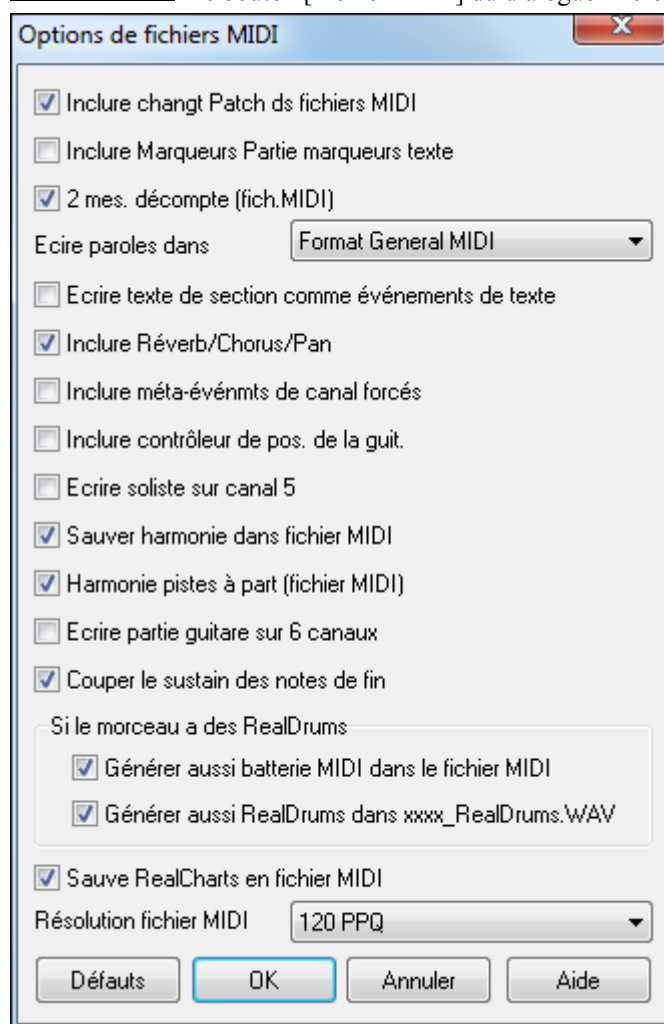 Options de fichiers MIDI
Inclure changt Patch ds fichiers MIDI
Inclure Marqueurs Partie marqueurs texte
2 mes. décompte (fich.MIDI)
Ecire paroles dans Format General MIDI
Ecrire texte de section comme événements de texte
Inclure Réverb/Chorus/Pan
Inclure méta-événmts de canal forcés
Inclure contrôleur de pos. de la guit.
Ecrire soliste sur canal 5
Sauver harmonie dans fichier MIDI
Harmonie pistes à part (fichier MIDI)
Ecrire partie guitare sur 6 canaux
Couper le sustain des notes de fin
Si le morceau a des RealDrums
Générer aussi batterie MIDI dans le fichier MIDI
Générer aussi RealDrums dans xxxx_RealDrums.WAV
Sauve RealCharts en fichier MIDI
Résolution fichier MIDI 120 PPQ
Défauts OK Annuler Aide